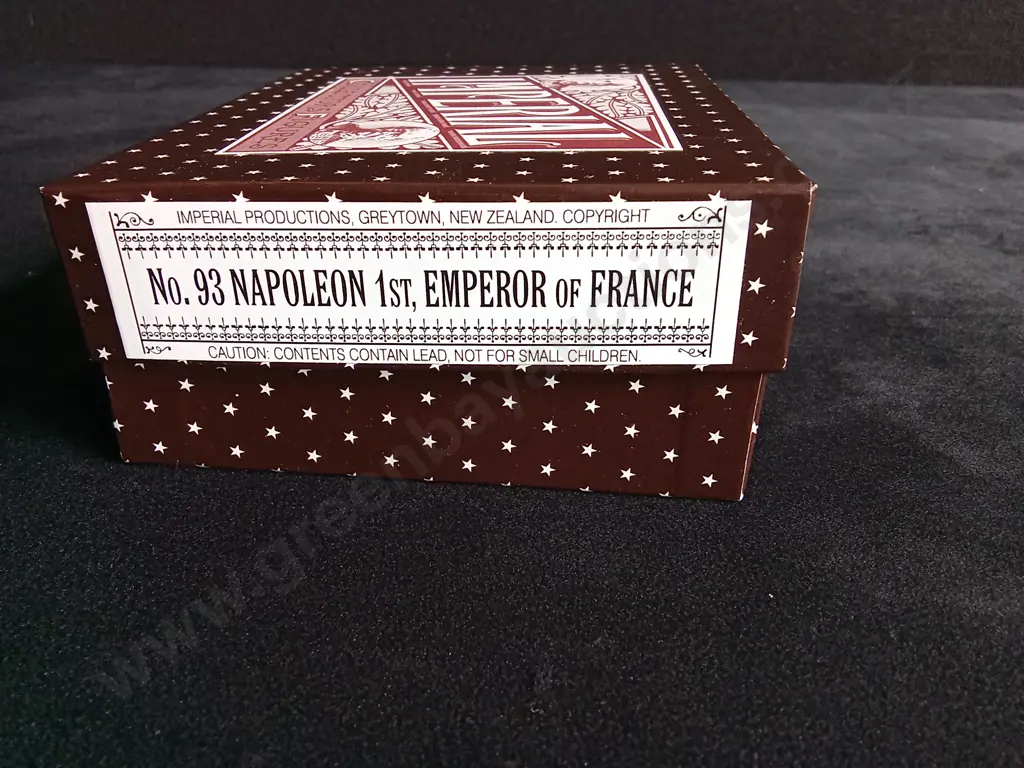 IMPERIAL
IMPERIAL PRODUCTIONS, GREYTOWN, NEW ZEALAND. COPYRIGHT
No. 93 NAPOLEON 1ST, EMPEROR OF FRANCE
CAUTION: CONTENTS CONTAIN LEAD, NOT FOR SMALL CHILDREN.